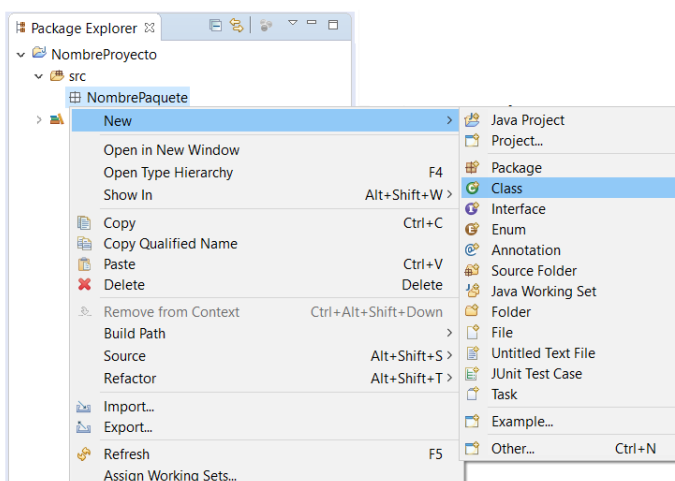 Package Explorer
NombreProyecto
src
NombrePaquete
New
Open in New Window
Open Type Hierarchy F4
Show In Alt+Shift+W >
Copy Ctrl+C
Copy Qualified Name
Paste Ctrl+V
Delete Delete
Remove from Context Ctrl+Alt+Shift+Down
Build Path >
Source Alt+Shift+S >
Refactor Alt+Shift+T >
Import...
Export...
Refresh F5
Assign Working Sets...
Java Project
Project...
Package
Class
Interface
Enum
Annotation
Source Folder
Java Working Set
Folder
File
Untitled Text File
JUnit Test Case
Task
Example...
Other... Ctrl+N